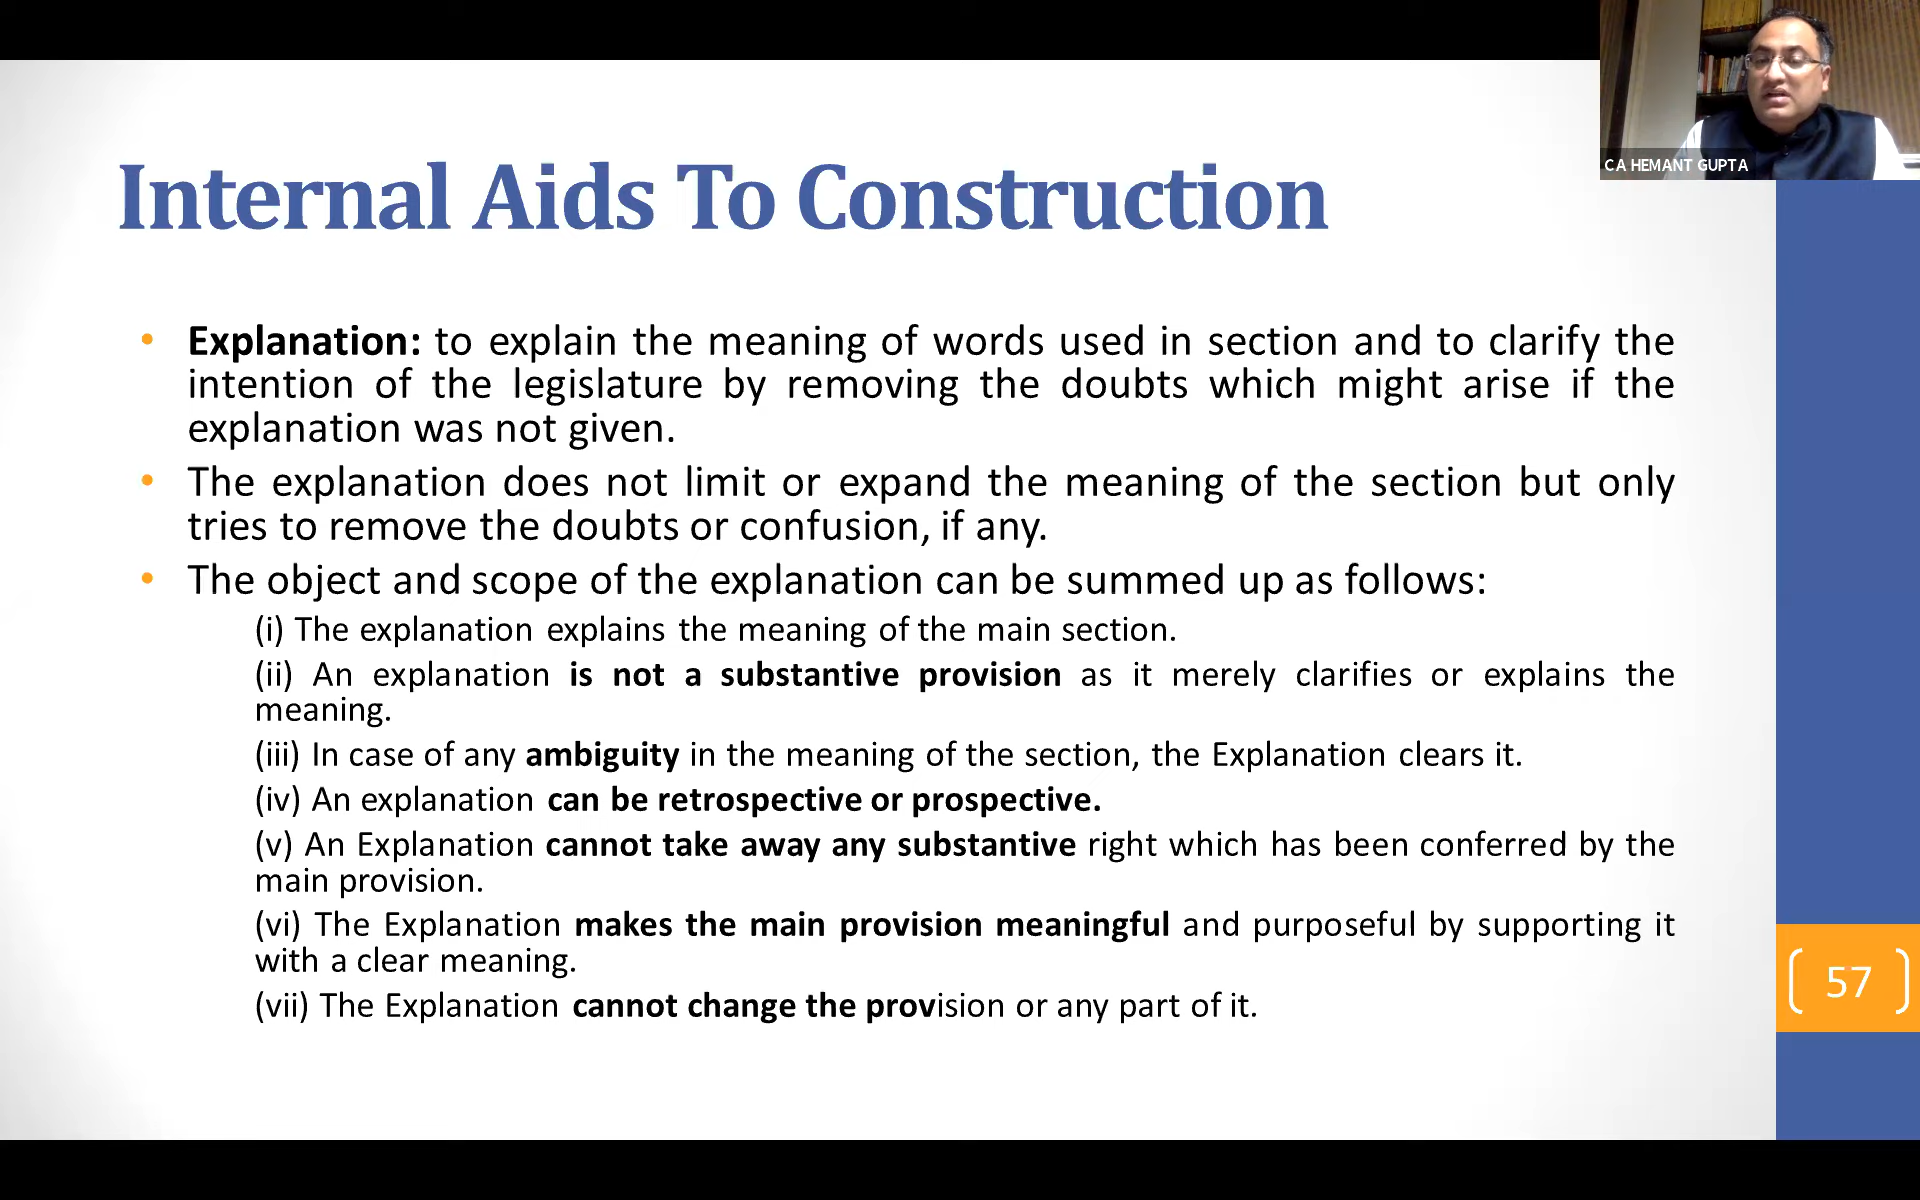 CA HEMANT GUPTA
Internal Aids To Construction
• Explanation: to explain the meaning of words used in section and to clarify the
intention of the legislature by removing the doubts which might arise if the
explanation was not given.
• The explanation does not limit or expand the meaning of the section but only
tries to remove the doubts or confusion, if any.
• The object and scope of the explanation can be summed up as follows:
(i) The explanation explains the meaning of the main section.
(ii) An explanation is not a substantive provision as it merely clarifies or explains the
meaning.
(iii) In case of any ambiguity in the meaning of the section, the Explanation clears it.
(iv) An explanation can be retrospective or prospective.
(v) An Explanation cannot take away any substantive right which has been conferred by the
main provision.
(vi) The Explanation makes the main provision meaningful and purposeful by supporting it
with a clear meaning.
(vii) The Explanation cannot change the provision or any part of it.
57